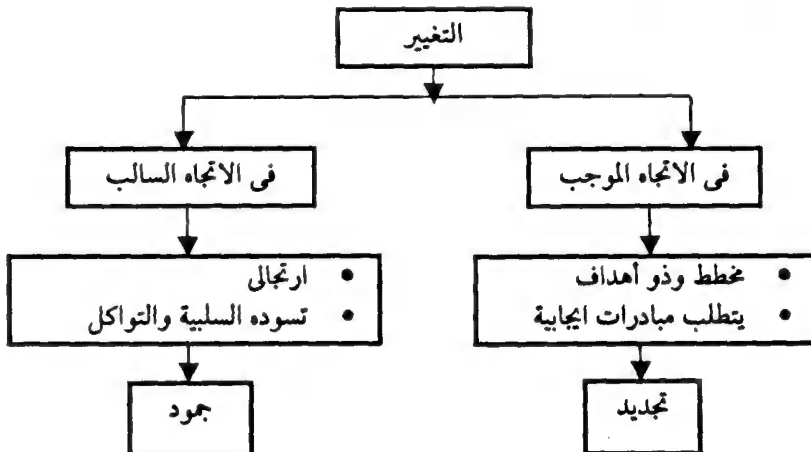 التغيير
فى الاتجاه الموجب
فى الاتجاه السالب
• مخطط وذو أهداف
• يتطلب مبادرات ايجابية
• ارتجالى
• تسوده السلبية والتواكل
تجديد
جمود